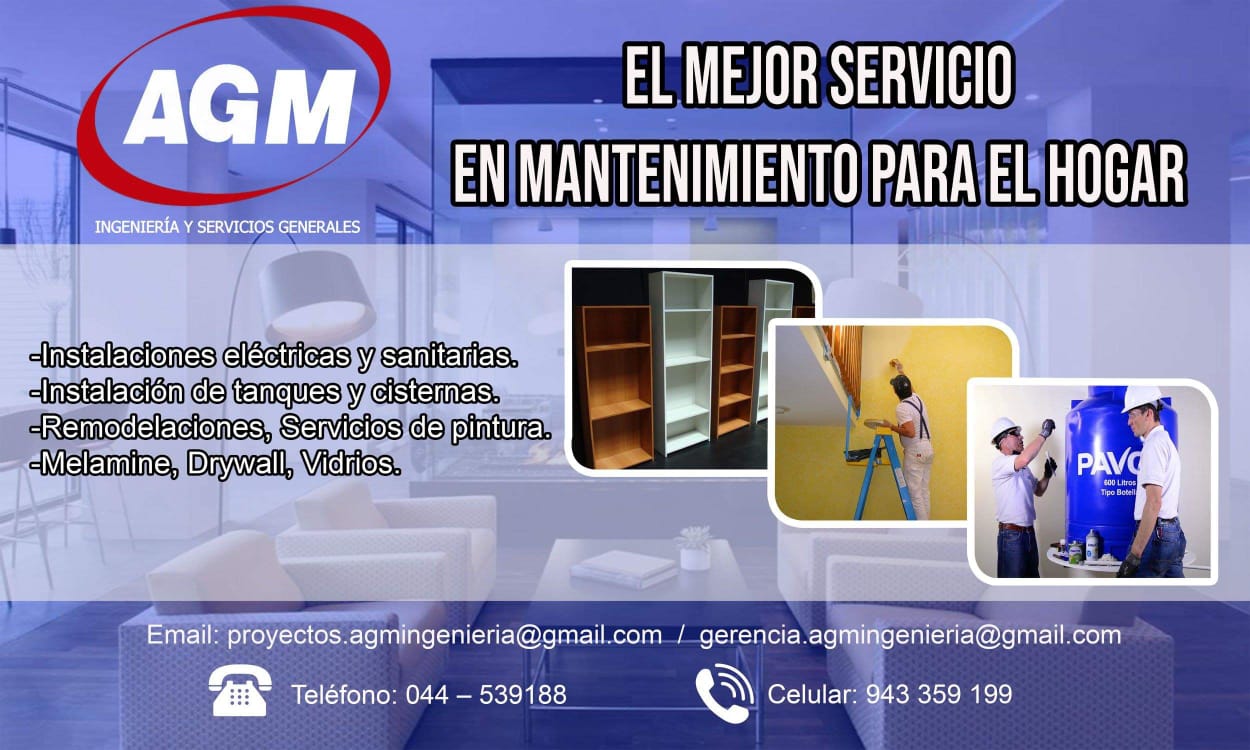 AGM
INGENIERÍA Y SERVICIOS GENERALES
EL MEJOR SERVICIO
EN MANTENIMIENTO PARA EL HOGAR
-Instalaciones eléctricas y sanitarias.
-Instalación de tanques y cisternas.
-Remodelaciones, Servicios de pintura.
-Melamine, Drywall, Vidrios.
600 Litros
Tipo
Email: proyectos.agmingenieria@gmail.com / gerencia.agmingenieria@gmail.com
Teléfono: 044 – 539188
Celular: 943 359 199